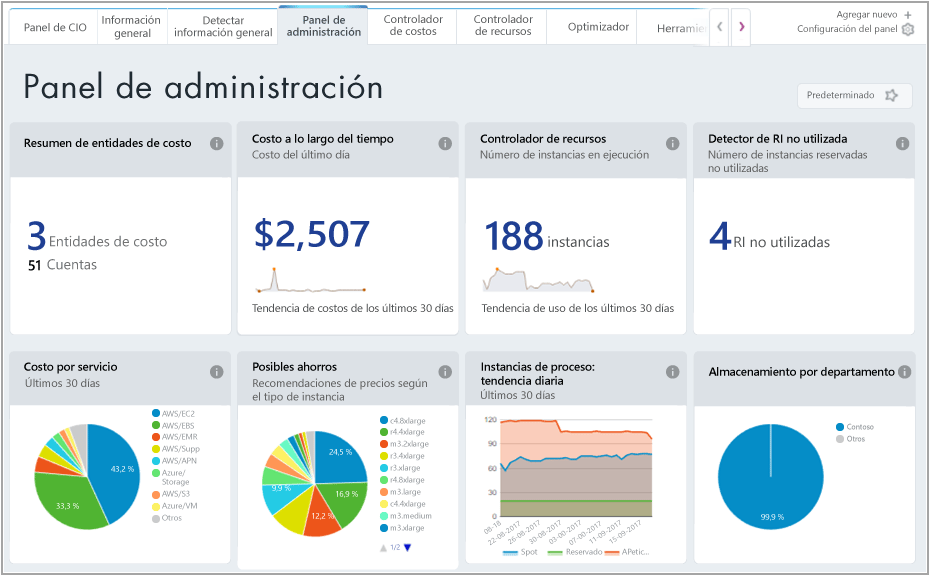 Panel de CIO
Información
general
Detectar
información general
Panel de
administración
Controlador
de costos
Controlador
de recursos
Optimizador
Herramie
Agregar nuevo
Configuración del panel
Panel de administración
Predeterminado
Resumen de entidades de costo
3 Entidades de costo
51 Cuentas
Costo a lo largo del tiempo
Costo del último día
$2,507
Tendencia de costos de los últimos 30 días
Controlador de recursos
Número de instancias en ejecución
188 instancias
Tendencia de uso de los últimos 30 días
Detector de RI no utilizada
Número de instancias reservadas
no utilizadas
4 RI no utilizadas
Costo por servicio
Últimos 30 días
43,2 %
33,3 %
AWS/EC2
AWS/EBS
AWS/EMR
AWS/Supp
AWS/APN
Azure/
Storage
AWS/S3
Azure/VM
Otros
Posibles ahorros
Recomendaciones de precios según
el tipo de instancia
24,5 %
16,9 %
12,2 %
9,9 %
c4.8xlarge
r4.4xlarge
m3.2xlarge
r3.4xlarge
r3.xlarge
r4.8xlarge
m3.large
c4.4xlarge
m3.medium
m3.xlarge
1/2
Instancias de proceso:
tendencia diaria
Últimos 30 días
120
90
60
30
0
08-16
22-08-2017
26-08-2017
30-08-2017
03-09-2017
07-09-2017
11-09-2017
15-09-2017
Spot
Reservado
APetic...
Almacenamiento por departamento
99,9 %
Contoso
Otros